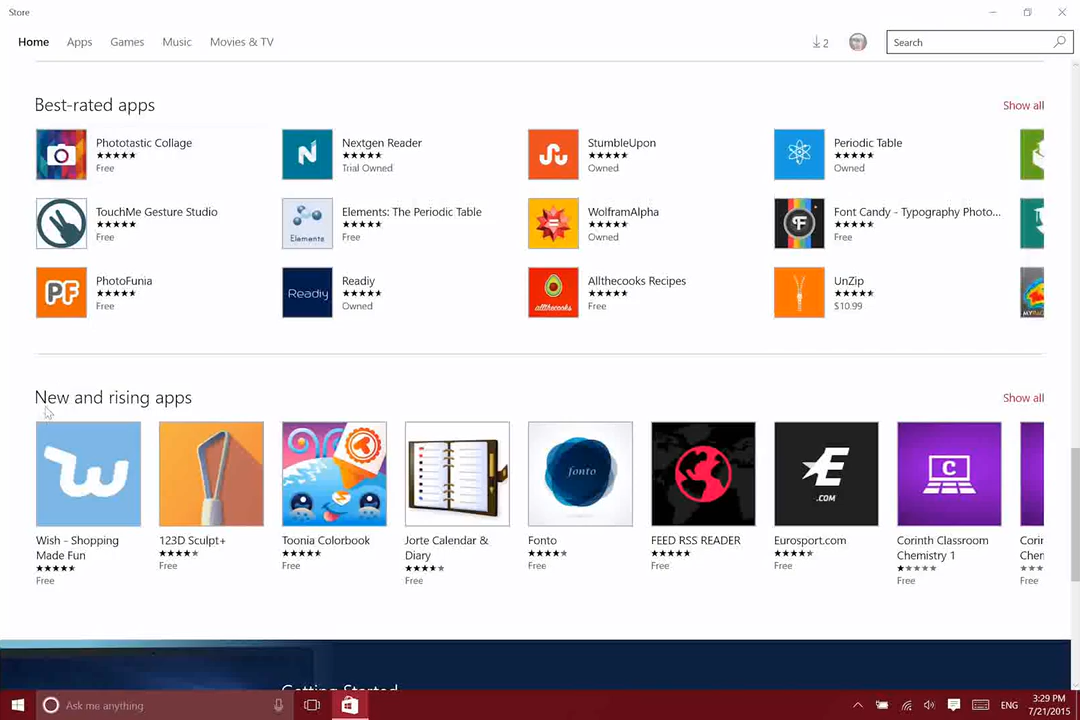 Store
Home Apps Games Music Movies & TV
2
Search
Best-rated apps
Show all
Phototastic Collage
Free
Nextgen Reader
Trial Owned
StumbleUpon
Owned
Periodic Table
Owned
TouchMe Gesture Studio
Free
Elements
Elements: The Periodic Table
Free
WolframAlpha
Owned
F
Font Candy - Typography Photo...
Free
PF
PhotoFunia
Free
Readiy
Readiy
Owned
allthecooks
Allthecooks Recipes
Free
UnZip
$10.99
New and rising apps
Show all
Wish - Shopping
Made Fun
Free
123D Sculpt+
Free
Toonia Colorbook
Free
Jorte Calendar &
Diary
Free
fonto
Fonto
Free
FEED RSS READER
Free
E
.COM
Eurosport.com
Free
C
Corinth Classroom
Chemistry 1
Free
Corin
Chem
Free
Getting Started
Ask me anything
ENG
3:29 PM
7/21/2015